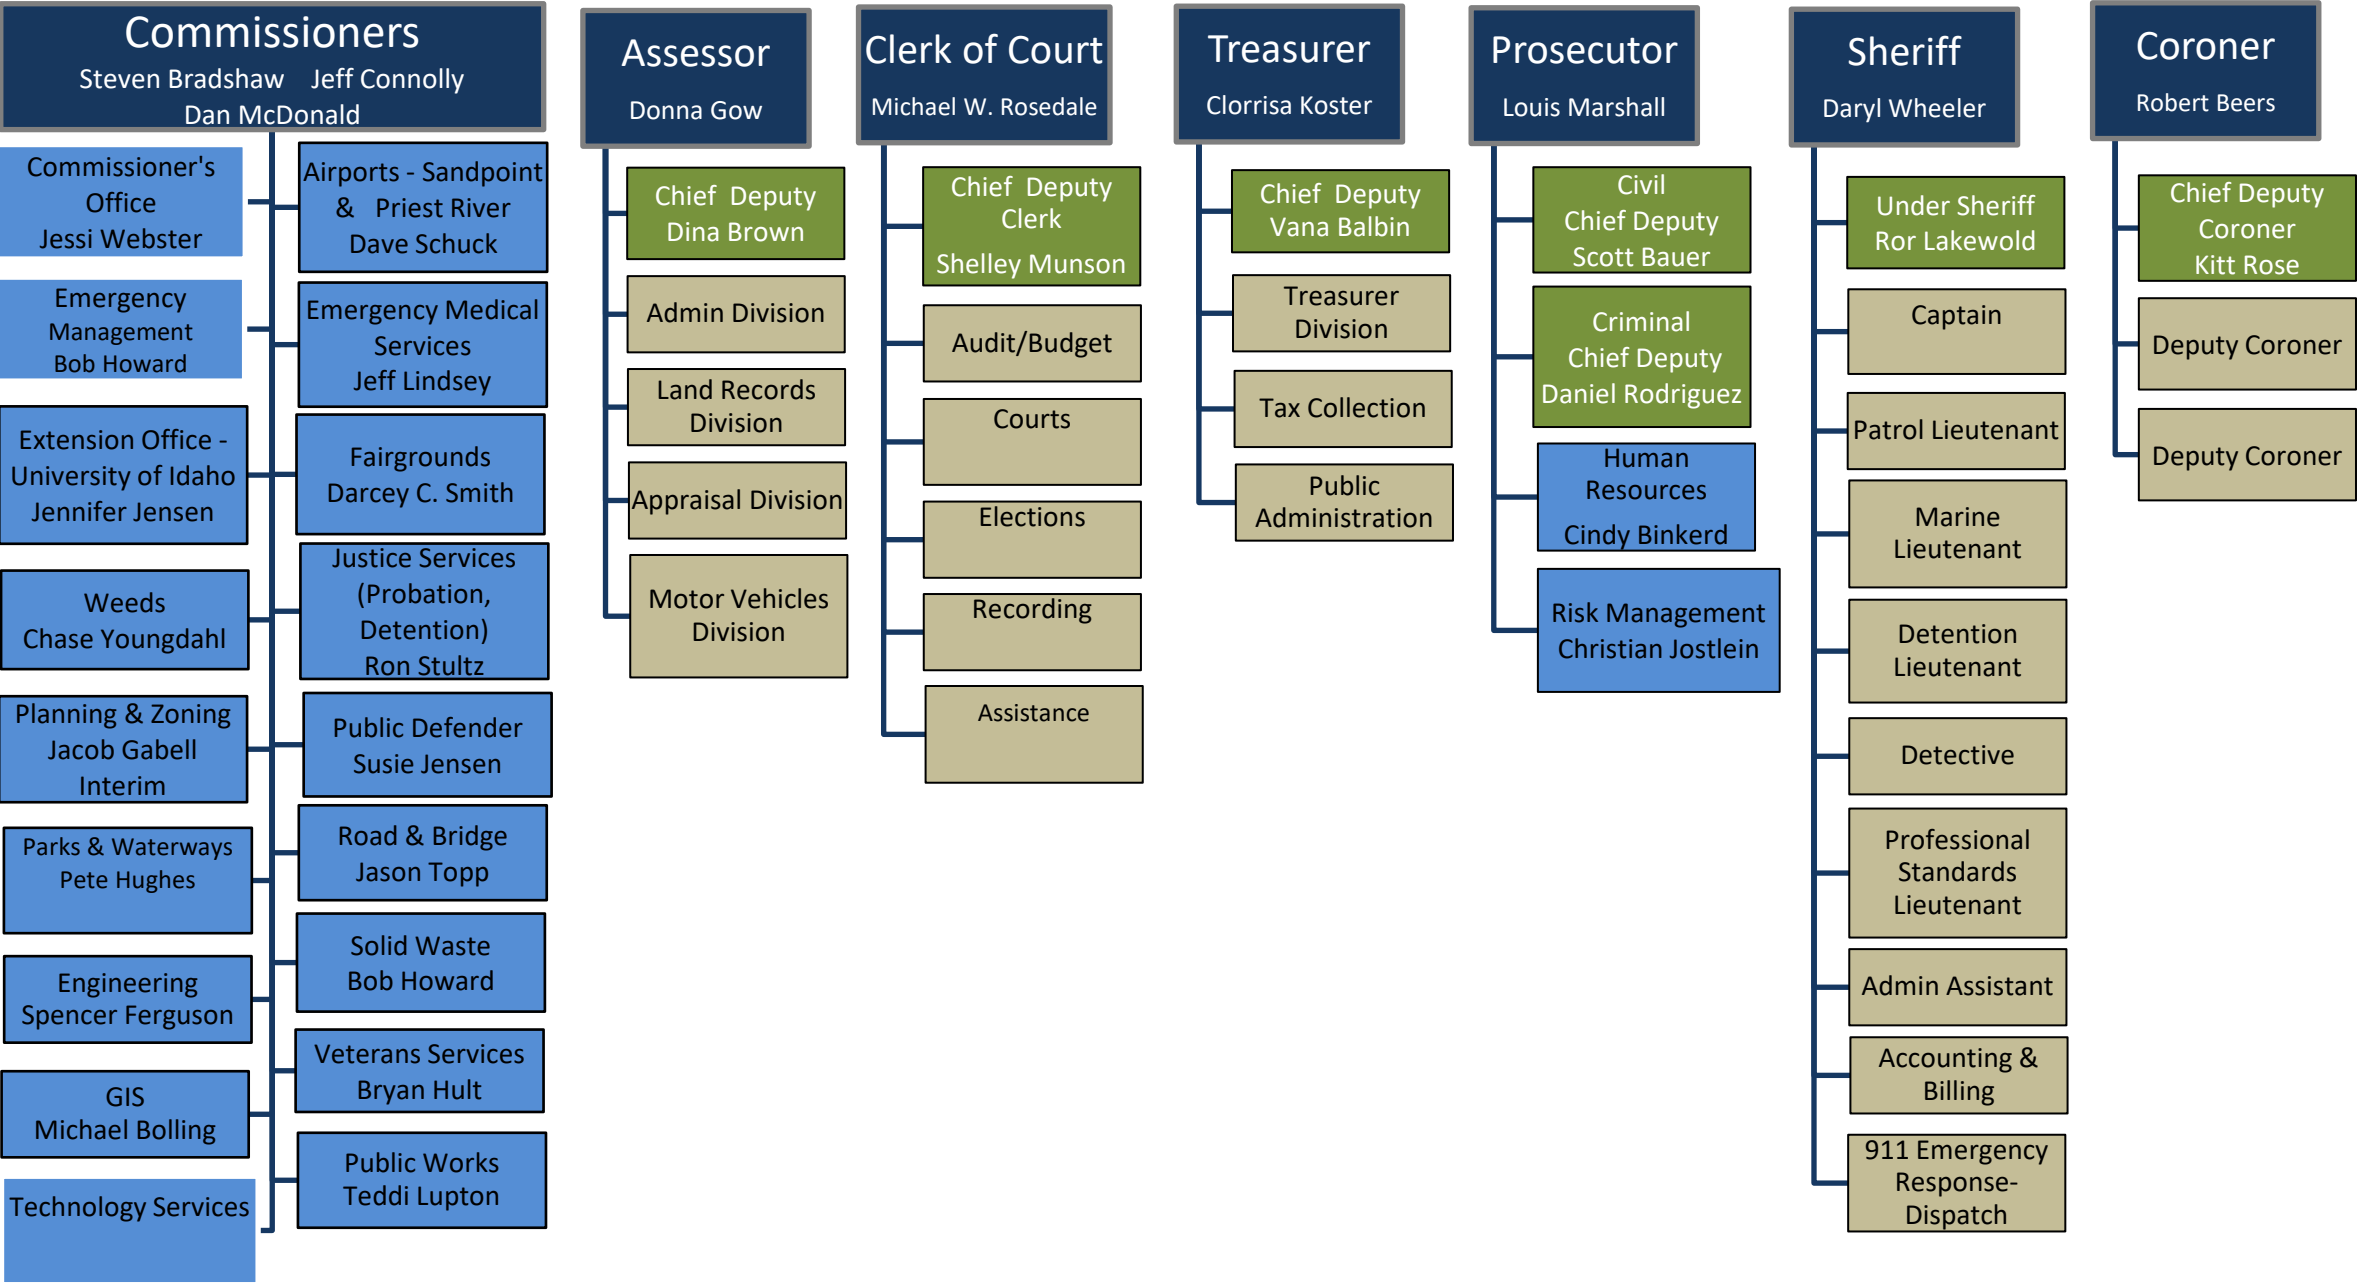 Commissioners
Steven Bradshaw Jeff Connolly
Dan McDonald
Commissioner's
Office
Jessi Webster
Emergency
Management
Bob Howard
Extension Office -
University of Idaho
Jennifer Jensen
Weeds
Chase Youngdahl
Planning & Zoning
Jacob Gabell
Interim
Parks & Waterways
Pete Hughes
Engineering
Spencer Ferguson
GIS
Michael Bolling
Technology Services
Airports - Sandpoint
& Priest River
Dave Schuck
Emergency Medical
Services
Jeff Lindsey
Fairgrounds
Darcey C. Smith
Justice Services
(Probation,
Detention)
Ron Stultz
Public Defender
Susie Jensen
Road & Bridge
Jason Topp
Solid Waste
Bob Howard
Veterans Services
Bryan Hult
Public Works
Teddi Lupton
Assessor
Donna Gow
Chief Deputy
Dina Brown
Admin Division
Land Records
Division
Appraisal Division
Motor Vehicles
Division
Clerk of Court
Michael W. Rosedale
Chief Deputy
Clerk
Shelley Munson
Audit/Budget
Courts
Elections
Recording
Assistance
Treasurer
Clorrisa Koster
Chief Deputy
Vana Balbin
Treasurer
Division
Tax Collection
Public
Administration
Prosecutor
Louis Marshall
Civil
Chief Deputy
Scott Bauer
Criminal
Chief Deputy
Daniel Rodriguez
Human
Resources
Cindy Binkerd
Risk Management
Christian Jostlein
Sheriff
Daryl Wheeler
Under Sheriff
Ror Lakewold
Captain
Patrol Lieutenant
Marine
Lieutenant
Detention
Lieutenant
Detective
Professional
Standards
Lieutenant
Admin Assistant
Accounting &
Billing
911 Emergency
Response-
Dispatch
Coroner
Robert Beers
Chief Deputy
Coroner
Kitt Rose
Deputy Coroner
Deputy Coroner